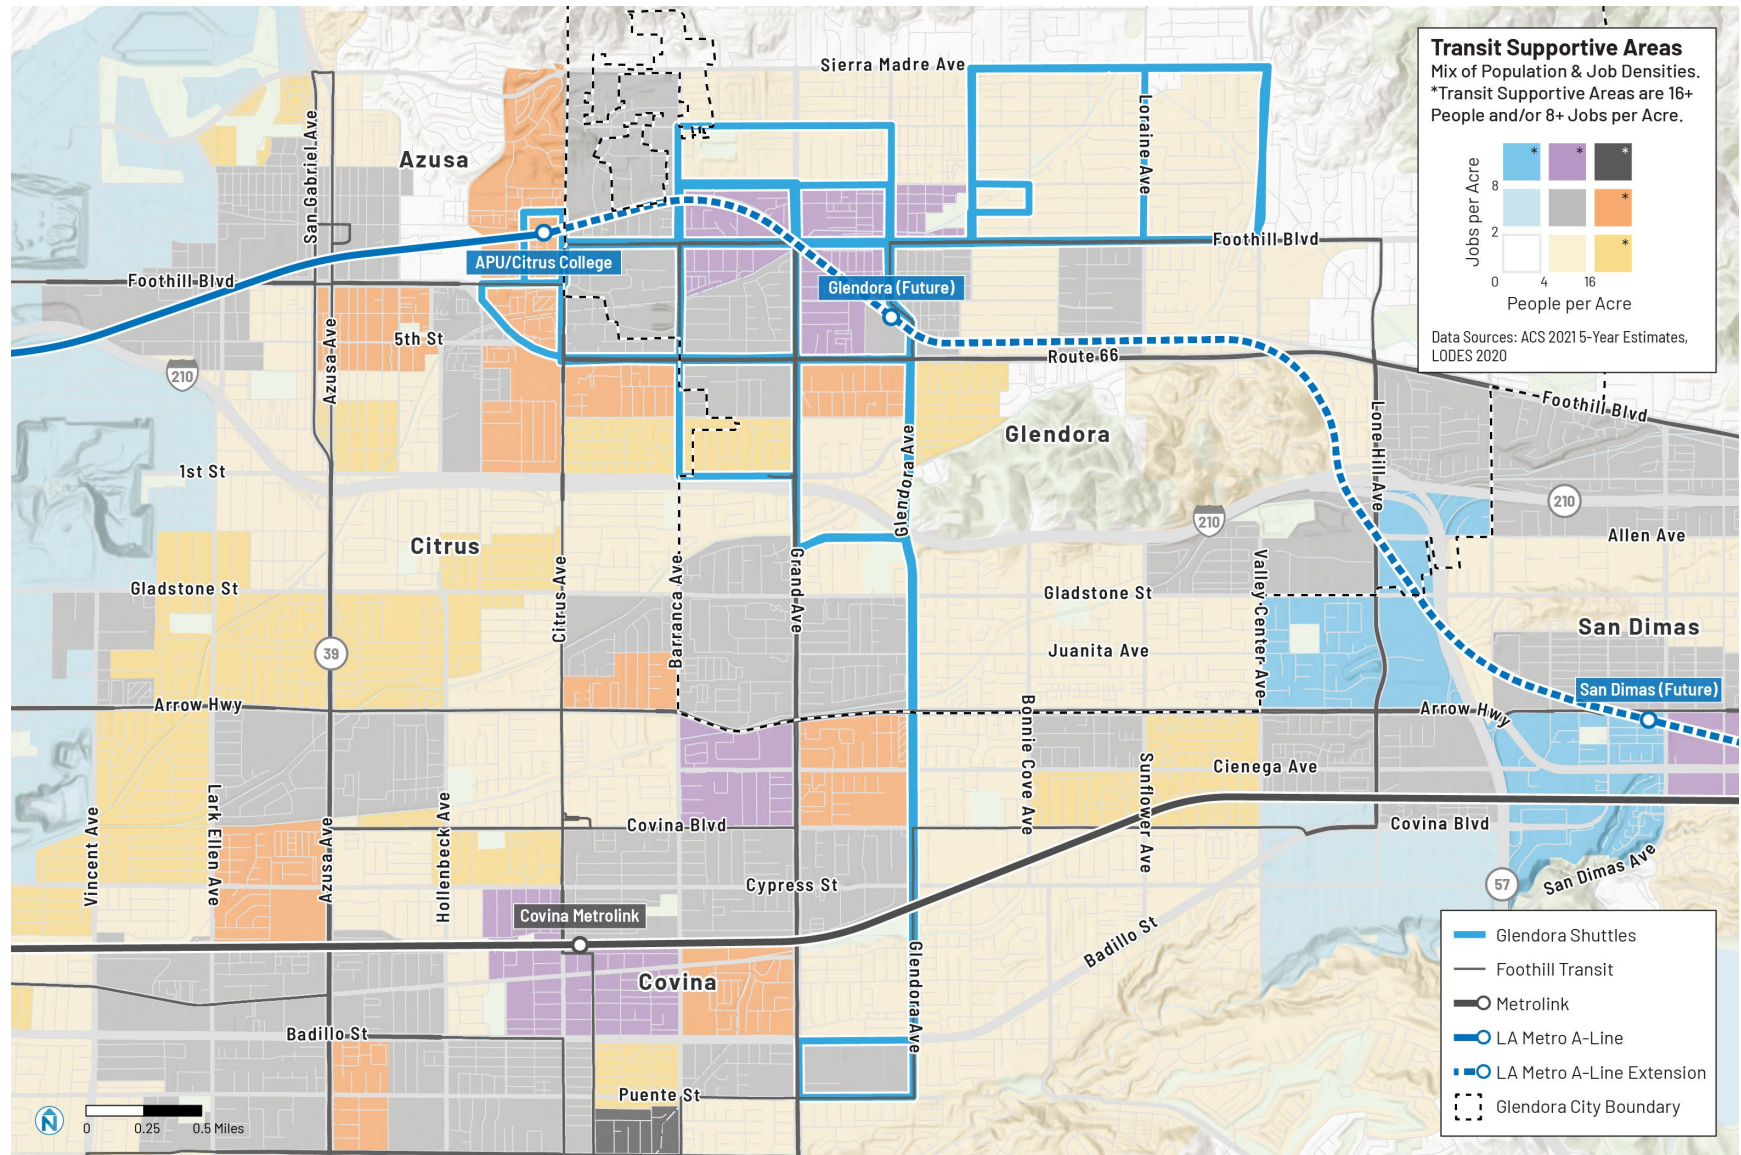 Transit Supportive Areas
Mix of Population & Job Densities.
*Transit Supportive Areas are 16+
People and/or 8+ Jobs per Acre.
* * *
*
*
Jobs per Acre
8
2
0 4 16
People per Acre
Data Sources: ACS 2021 5-Year Estimates,
LODES 2020
Sierra Madre Ave
San Gabriel Ave
Azusa
Loraine Ave
APU/Citrus College
Foothill Blvd
Foothill Blvd
Glendora (Future)
Azusa Ave
5th St
Route 66
210
Foothill Blvd
Lone Hill Ave
Glendora
Glendora Ave
1st St
210
210
Allen Ave
Citrus
Citrus Ave
Barranca Ave
Grand Ave
Valley Center Ave
Gladstone St
Gladstone St
39
San Dimas
Juanita Ave
Arrow Hwy
San Dimas (Future)
Arrow Hwy
Bonnie Cove Ave
Sunflower Ave
Cienega Ave
Vincent Ave
Lark Ellen Ave
Azusa Ave
Hollenbeck Ave
Covina Blvd
Covina Blvd
Cypress St
57
San Dimas Ave
Covina Metrolink
Badillo St
Covina
Glendora Ave
Badillo St
Puente St
N
0 0.25 0.5 Miles
Glendora Shuttles
Foothill Transit
Metrolink
LA Metro A-Line
LA Metro A-Line Extension
Glendora City Boundary